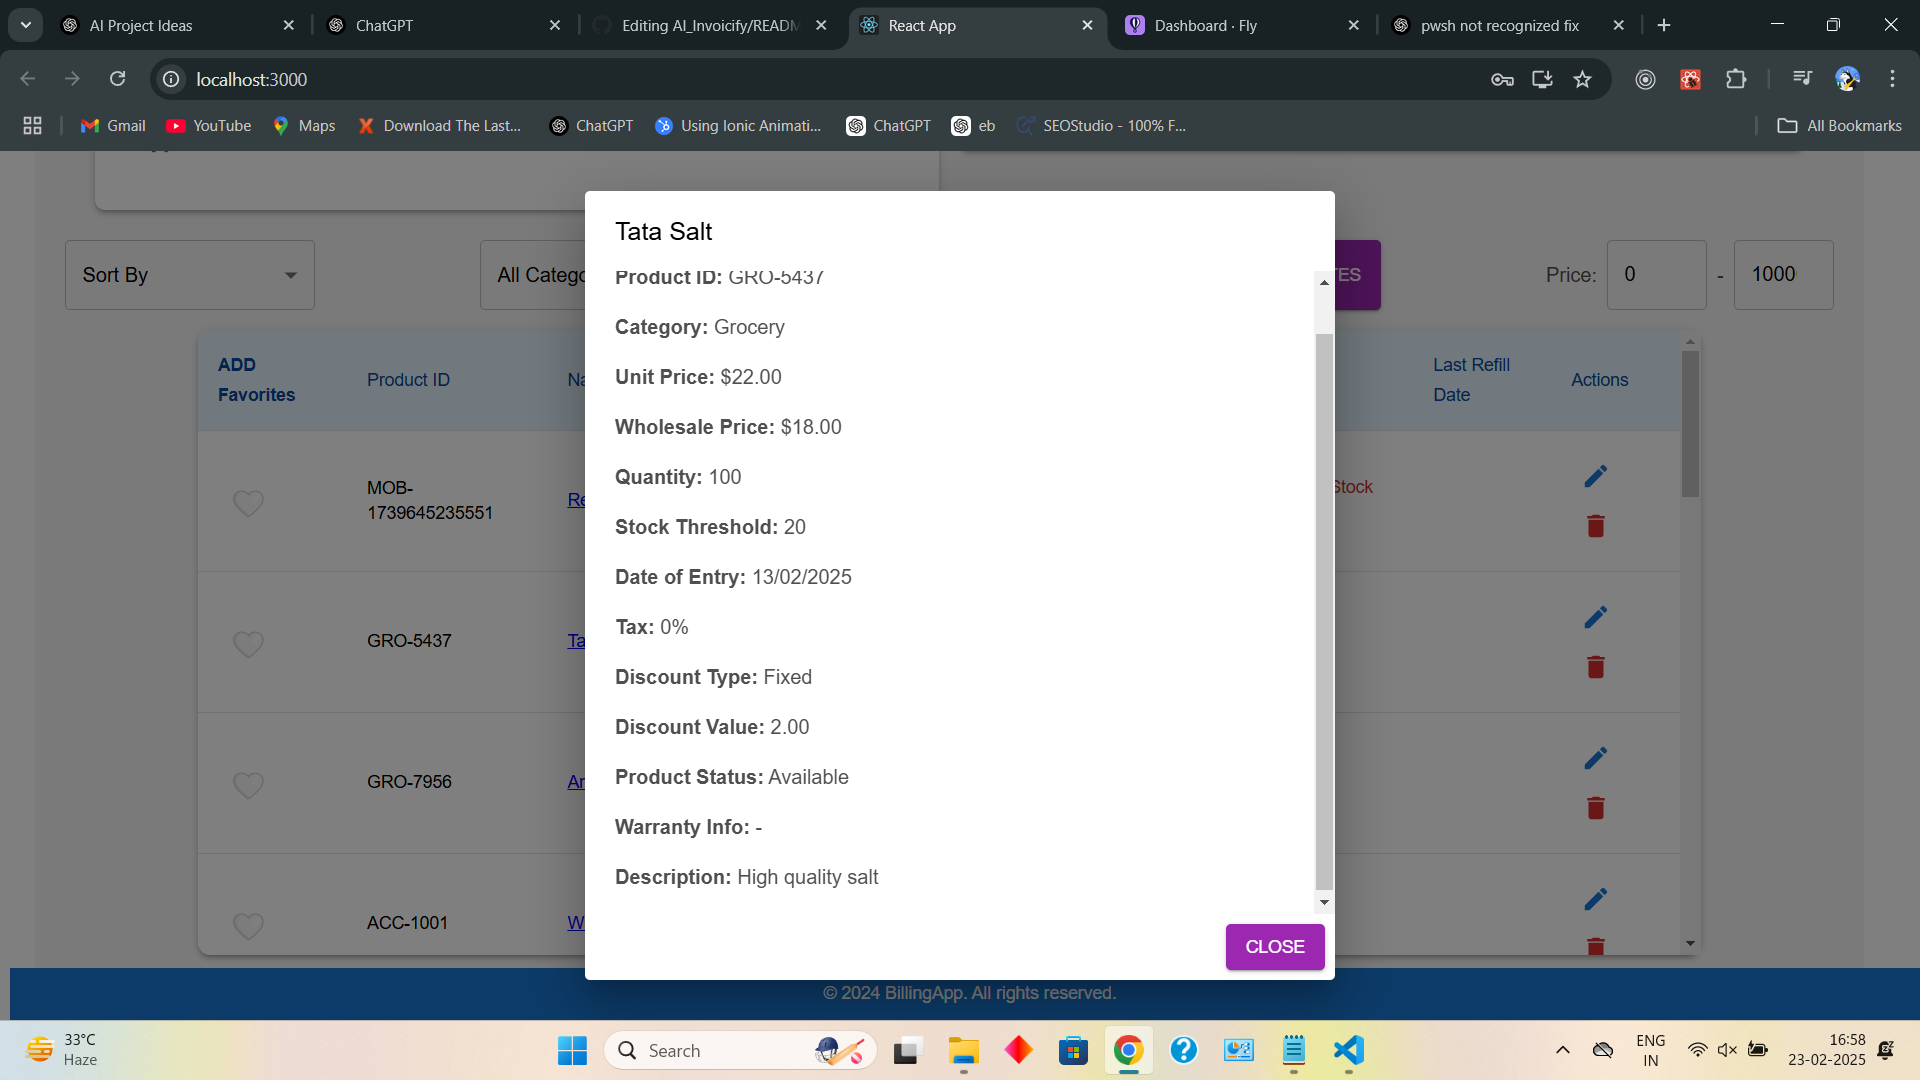 AI Project Ideas
ChatGPT
Editing AI_Invoicify/READM
React App
Dashboard · Fly
pwsh not recognized fix
localhost:3000
Gmail
YouTube
Maps
Download The Last...
ChatGPT
Using Ionic Animati...
ChatGPT
eb
SEOStudio - 100% F...
All Bookmarks
Sort By
All Catego
TES
Price:
0
-
1000
ADD
Favorites
Product ID
Na
Last Refill
Date
Actions
MOB-
1739645235551
Re
Stock
GRO-5437
Ta
GRO-7956
Ar
ACC-1001
W
Tata Salt
Product ID: GRO-5437
Category: Grocery
Unit Price: $22.00
Wholesale Price: $18.00
Quantity: 100
Stock Threshold: 20
Date of Entry: 13/02/2025
Tax: 0%
Discount Type: Fixed
Discount Value: 2.00
Product Status: Available
Warranty Info: -
Description: High quality salt
CLOSE
© 2024 BillingApp. All rights reserved.
33°C
Haze
Search
ENG
IN
16:58
23-02-2025